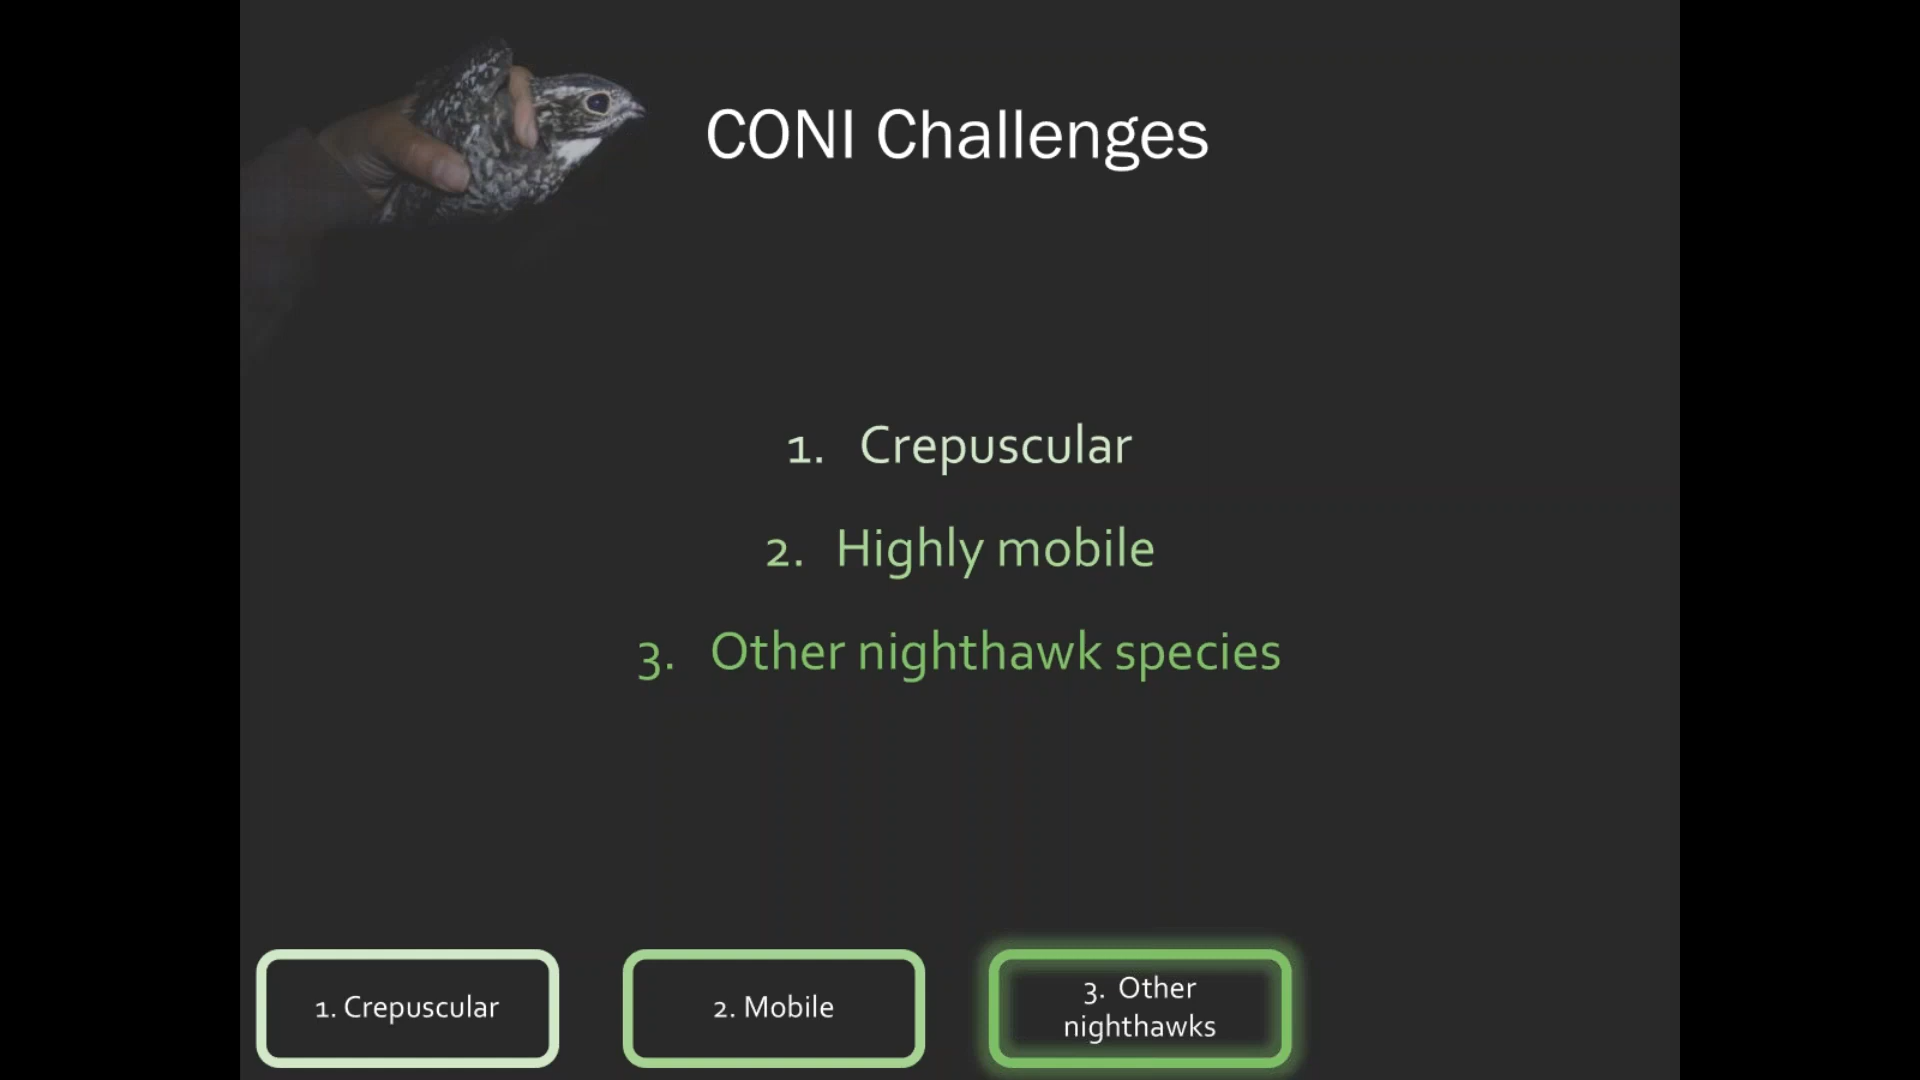 CONI Challenges
1. Crepuscular
2. Highly mobile
3. Other nighthawk species
1. Crepuscular
2. Mobile
3. Other
nighthawks